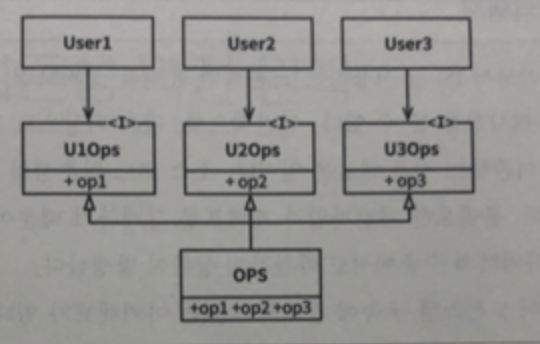 User1 User2 User3
<I> <I> <I>
U1Ops U2Ops U3Ops
+op1 +op2 +op3
OPS
+op1 +op2 +op3